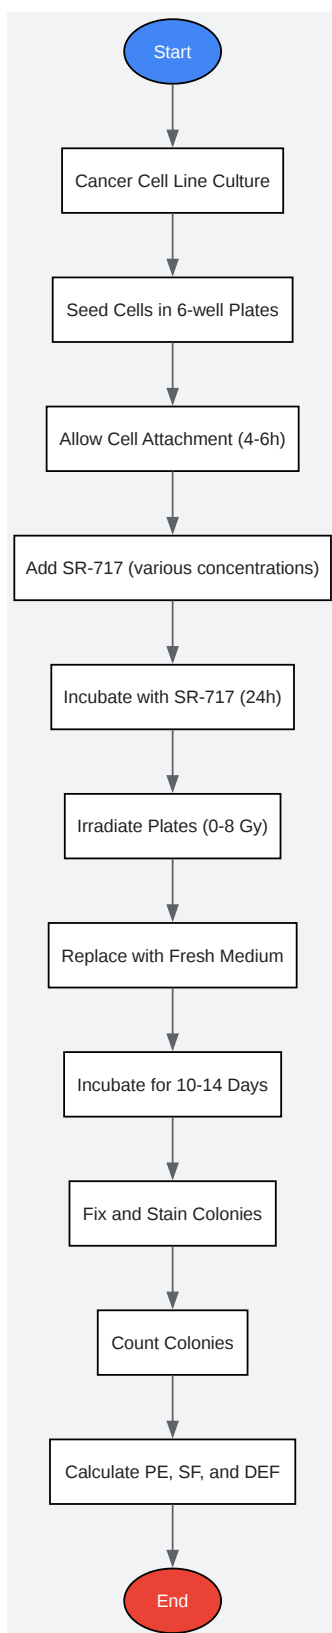 Start
Cancer Cell Line Culture
Seed Cells in 6-well Plates
Allow Cell Attachment (4-6h)
Add SR-717 (various concentrations)
Incubate with SR-717 (24h)
Irradiate Plates (0-8 Gy)
Replace with Fresh Medium
Incubate for 10-14 Days
Fix and Stain Colonies
Count Colonies
Calculate PE, SF, and DEF
End